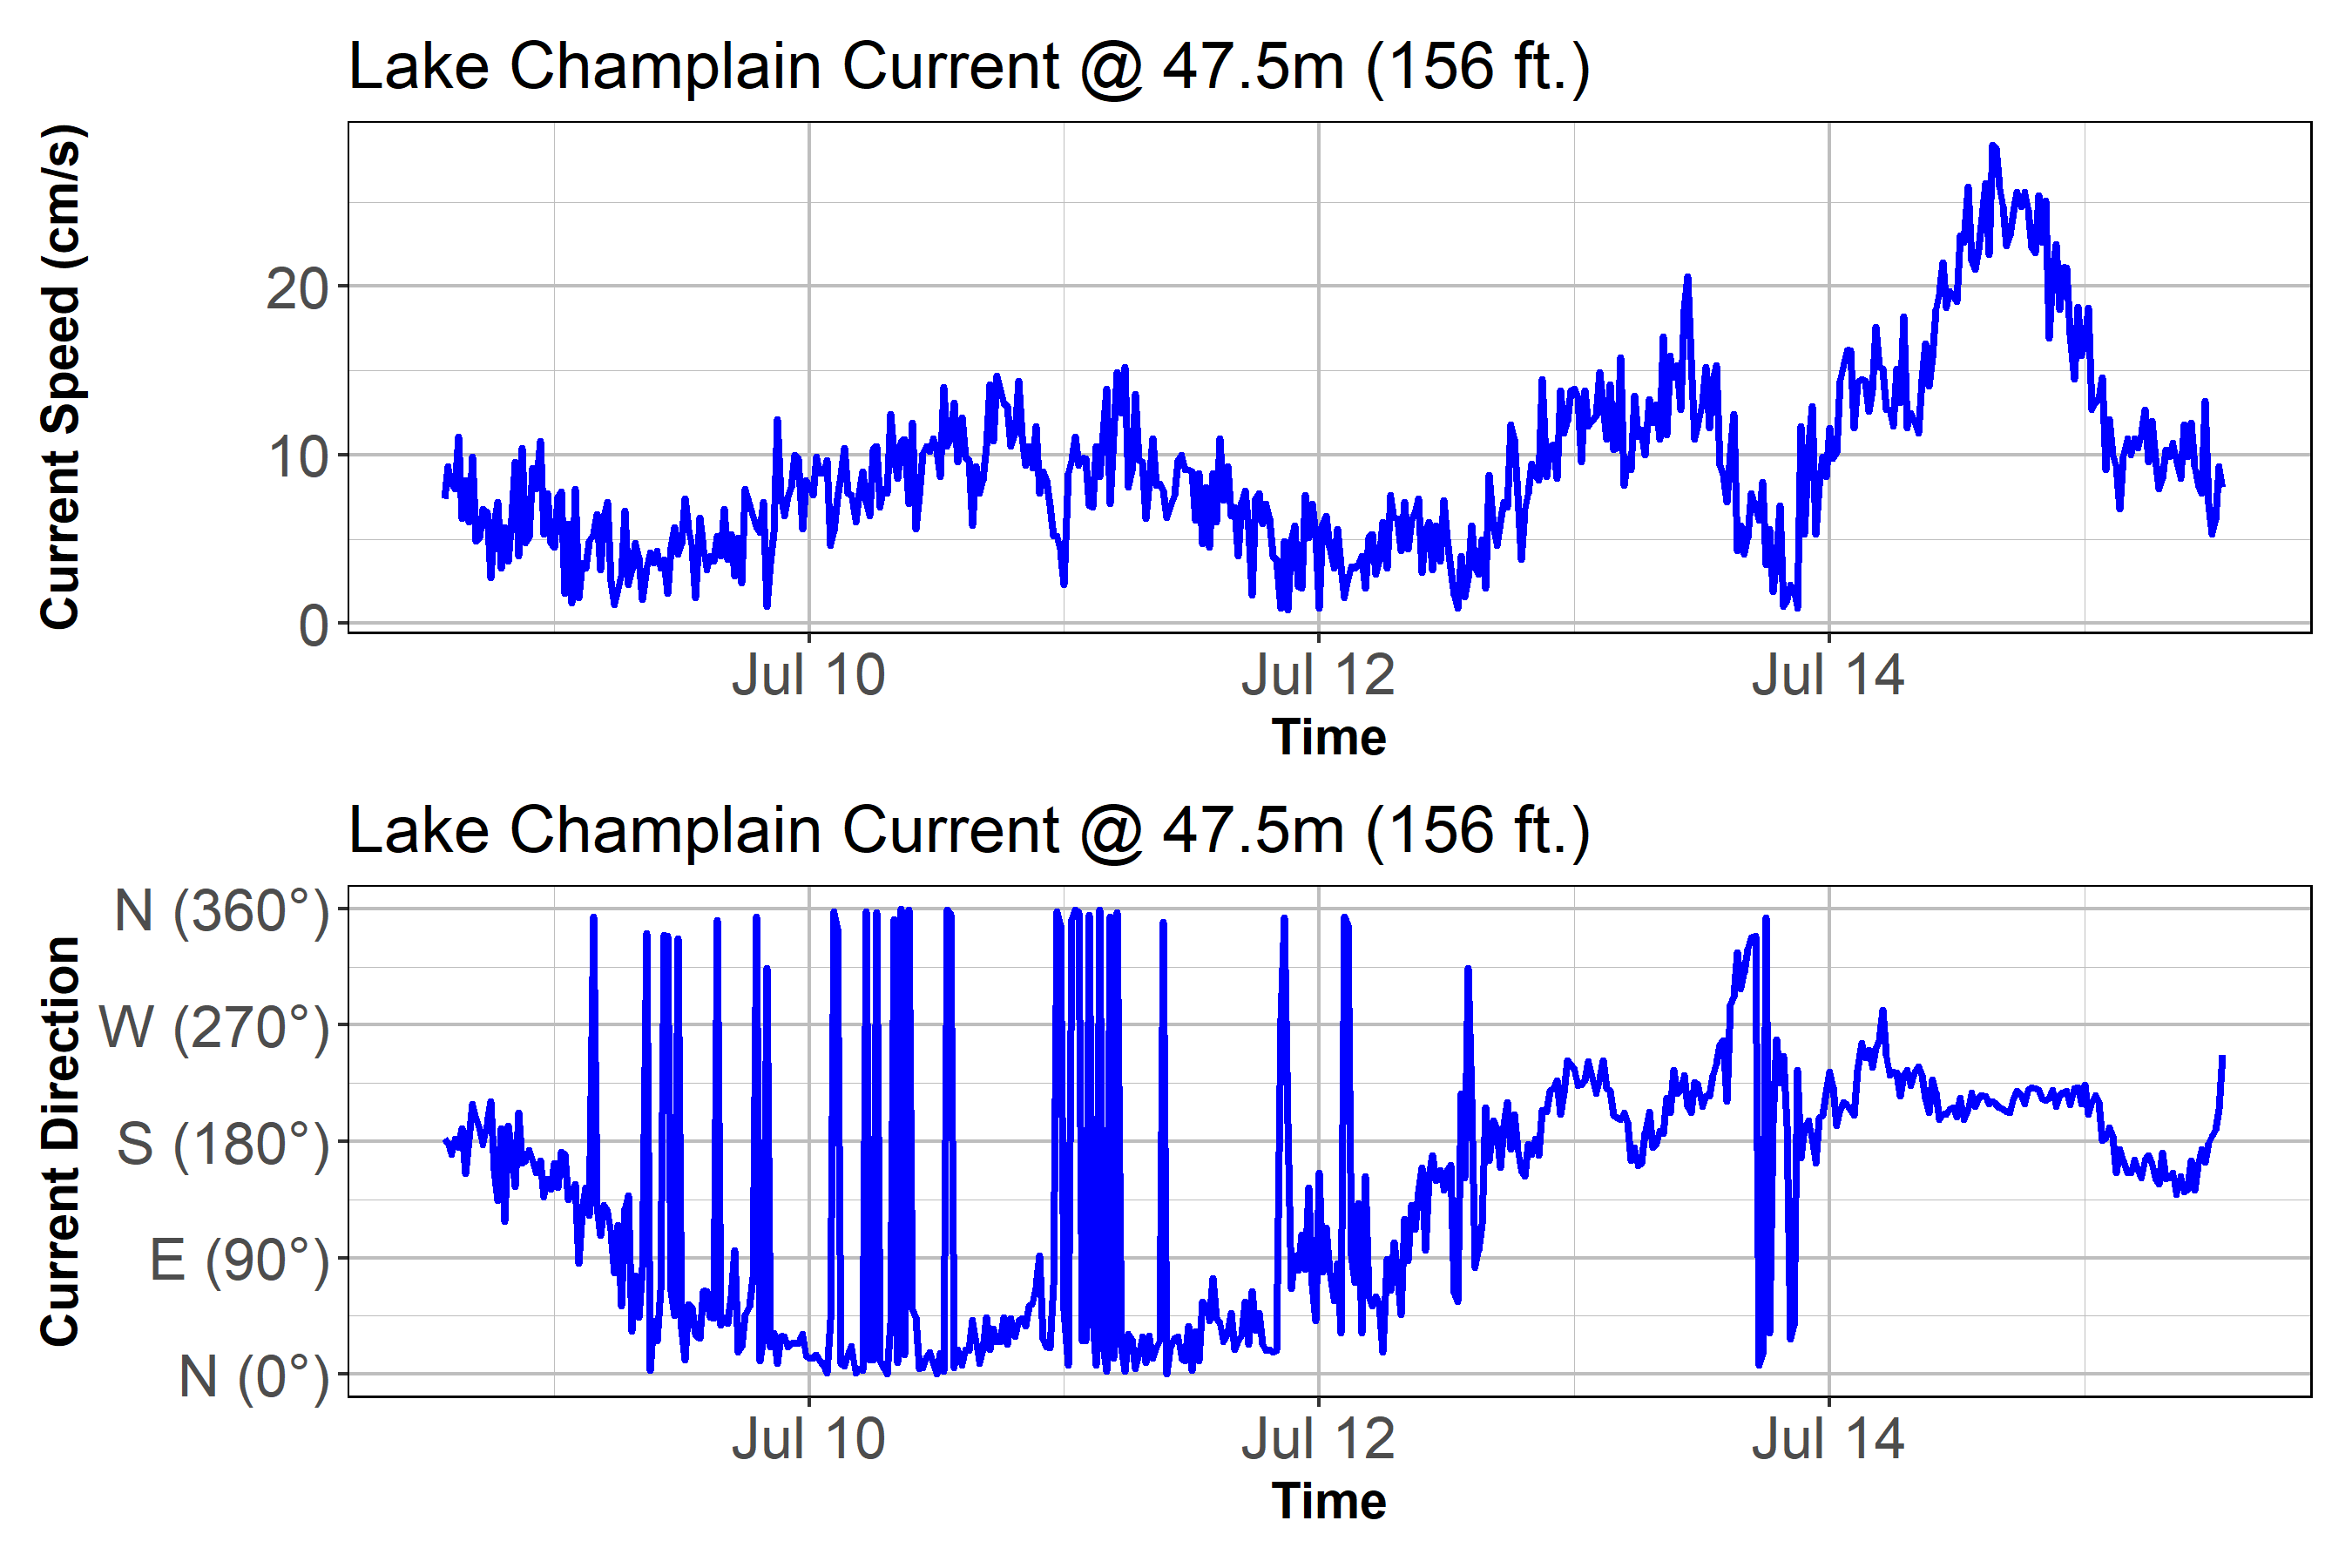 Lake Champlain Current @ 47.5m (156 ft.)
Current Speed (cm/s)
20
10
0
Jul 10 Jul 12 Jul 14
Time
Lake Champlain Current @ 47.5m (156 ft.)
Current Direction
N (360°)
W (270°)
S (180°)
E (90°)
N (0°)
Jul 10 Jul 12 Jul 14
Time